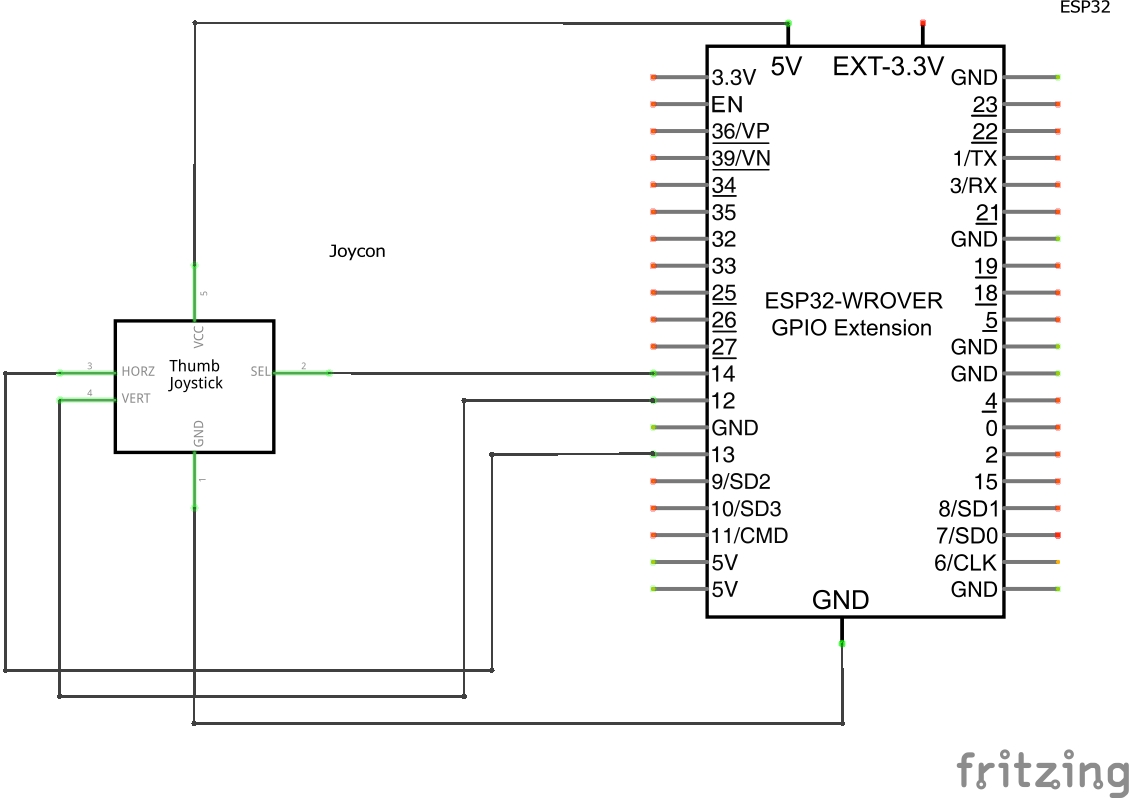 ESP32
5V
EXT-3.3V
3.3V
EN
36/VP
39/VN
34
35
32
33
25
26
27
14
12
GND
13
9/SD2
10/SD3
11/CMD
5V
5V
GND
23
22
1/TX
3/RX
21
GND
19
18
5
GND
GND
4
0
2
15
8/SD1
7/SD0
6/CLK
GND
ESP32-WROVER
GPIO Extension
GND
Joycon
5
VCC
3
HORZ
4
VERT
Thumb
Joystick
SEL
2
GND
1
fritzing